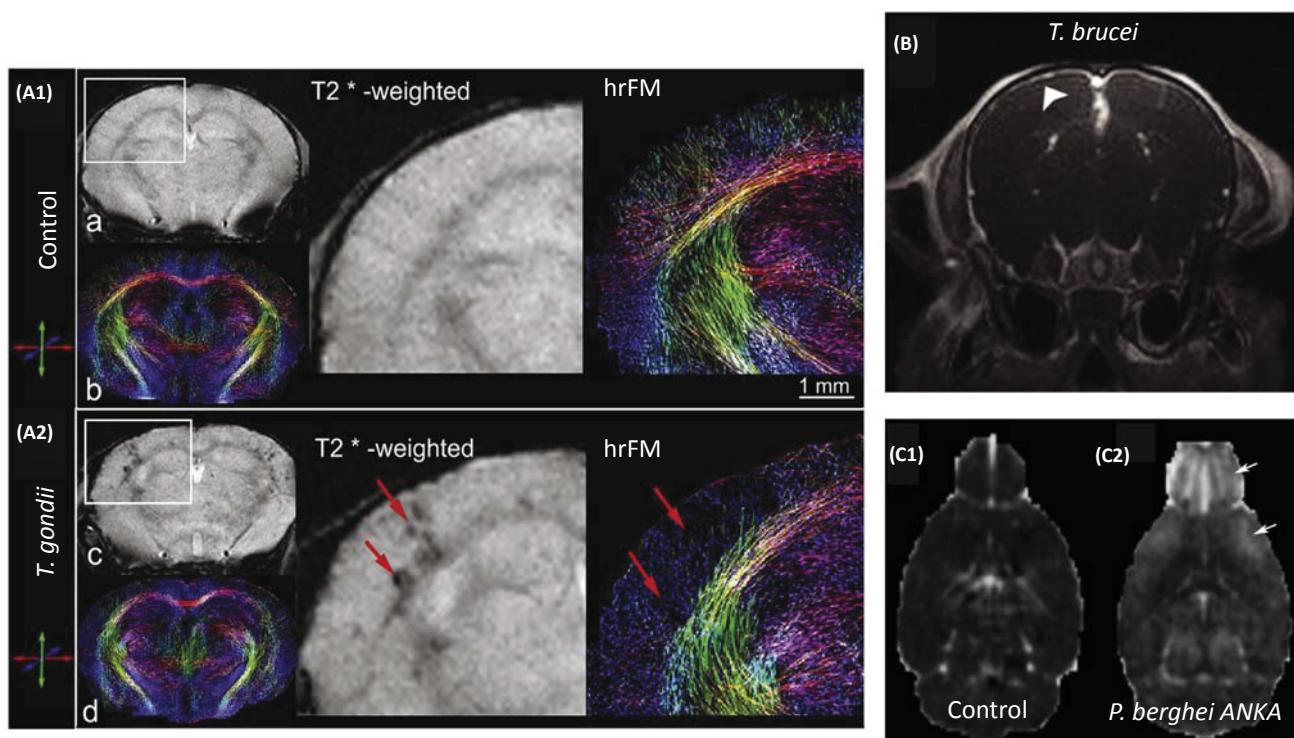 (A1)
Control
a
b
T2 * -weighted
hrFM
1 mm
(A2)
T. gondii
c
d
T2 * -weighted
hrFM
(B)
T. brucei
(C1)
Control
(C2)
P. berghei ANKA